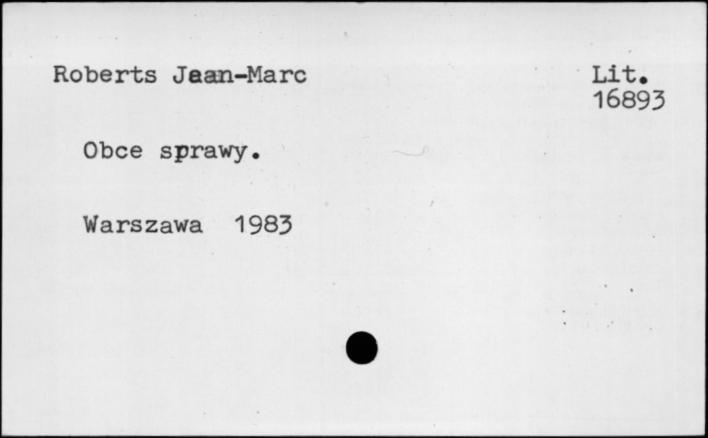 Roberts Jean-Marc
Lit.
16893
Obce sprawy.
Warszawa 1983